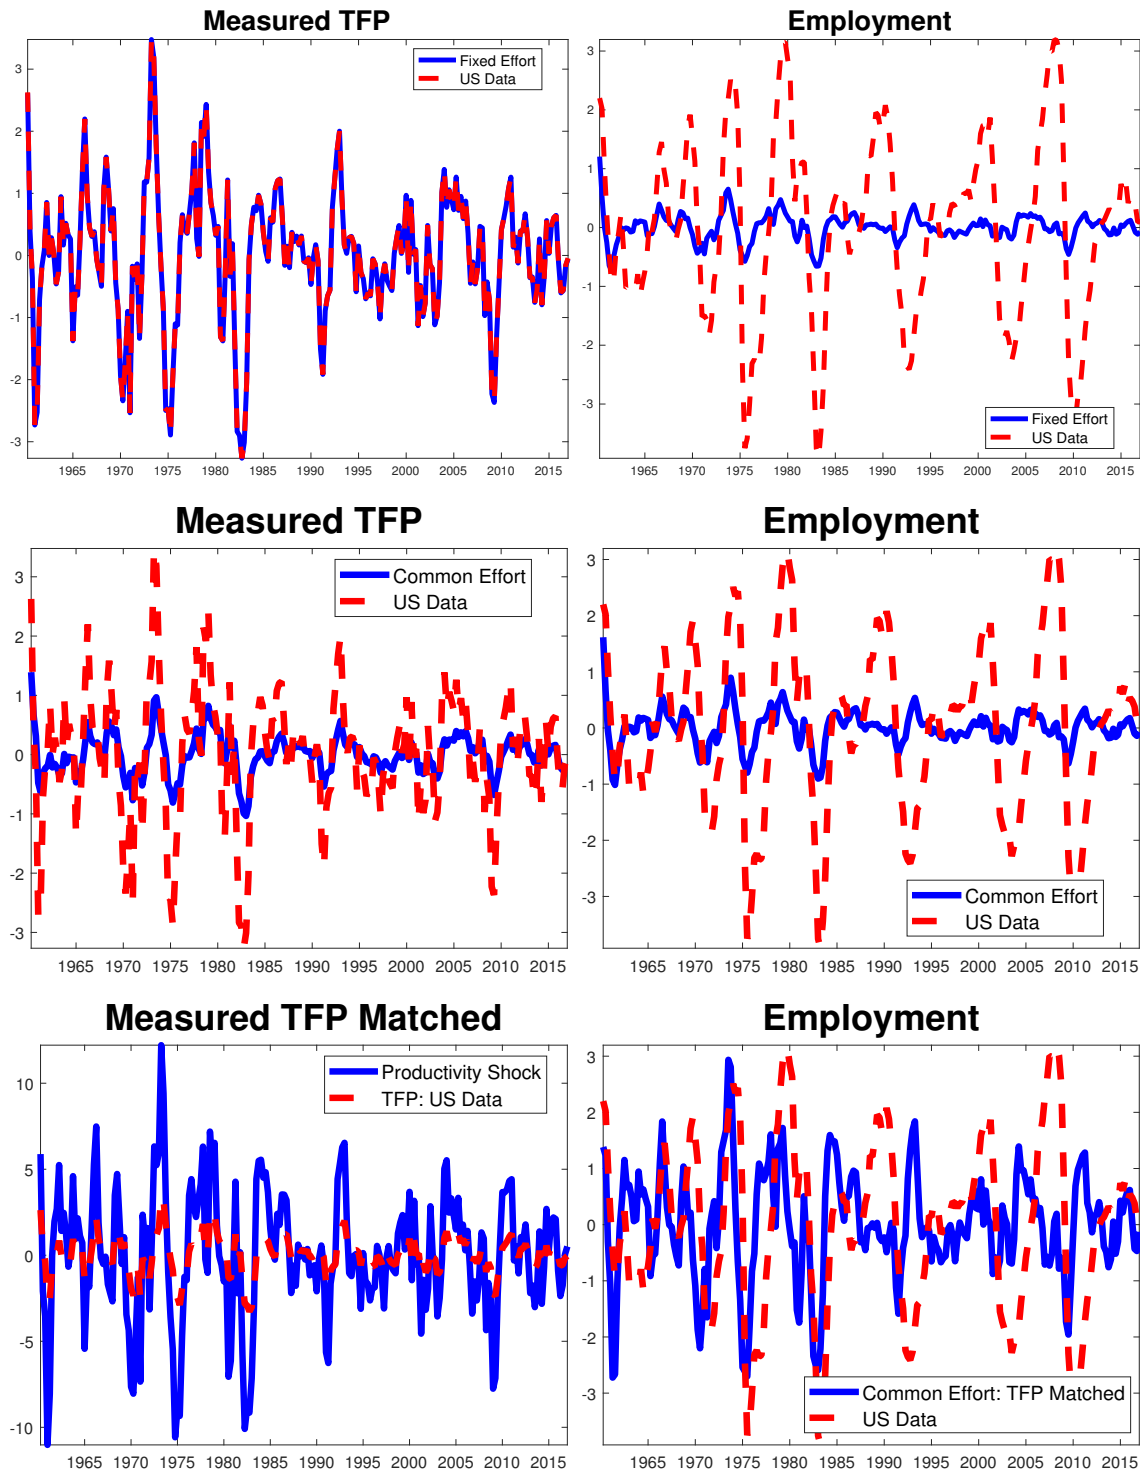 Measured TFP
3
2
1
0
-1
-2
-3
Fixed Effort
US Data
1965 1970 1975 1980 1985 1990 1995 2000 2005 2010 2015
Employment
3
2
1
0
-1
-2
-3
Fixed Effort
US Data
1965 1970 1975 1980 1985 1990 1995 2000 2005 2010 2015
Measured TFP
3
2
1
0
-1
-2
-3
Common Effort
US Data
1965 1970 1975 1980 1985 1990 1995 2000 2005 2010 2015
Employment
3
2
1
0
-1
-2
-3
Common Effort
US Data
1965 1970 1975 1980 1985 1990 1995 2000 2005 2010 2015
Measured TFP Matched
10
5
0
-5
-10
Productivity Shock
TFP: US Data
1965 1970 1975 1980 1985 1990 1995 2000 2005 2010 2015
Employment
3
2
1
0
-1
-2
-3
Common Effort: TFP Matched
US Data
1965 1970 1975 1980 1985 1990 1995 2000 2005 2010 2015